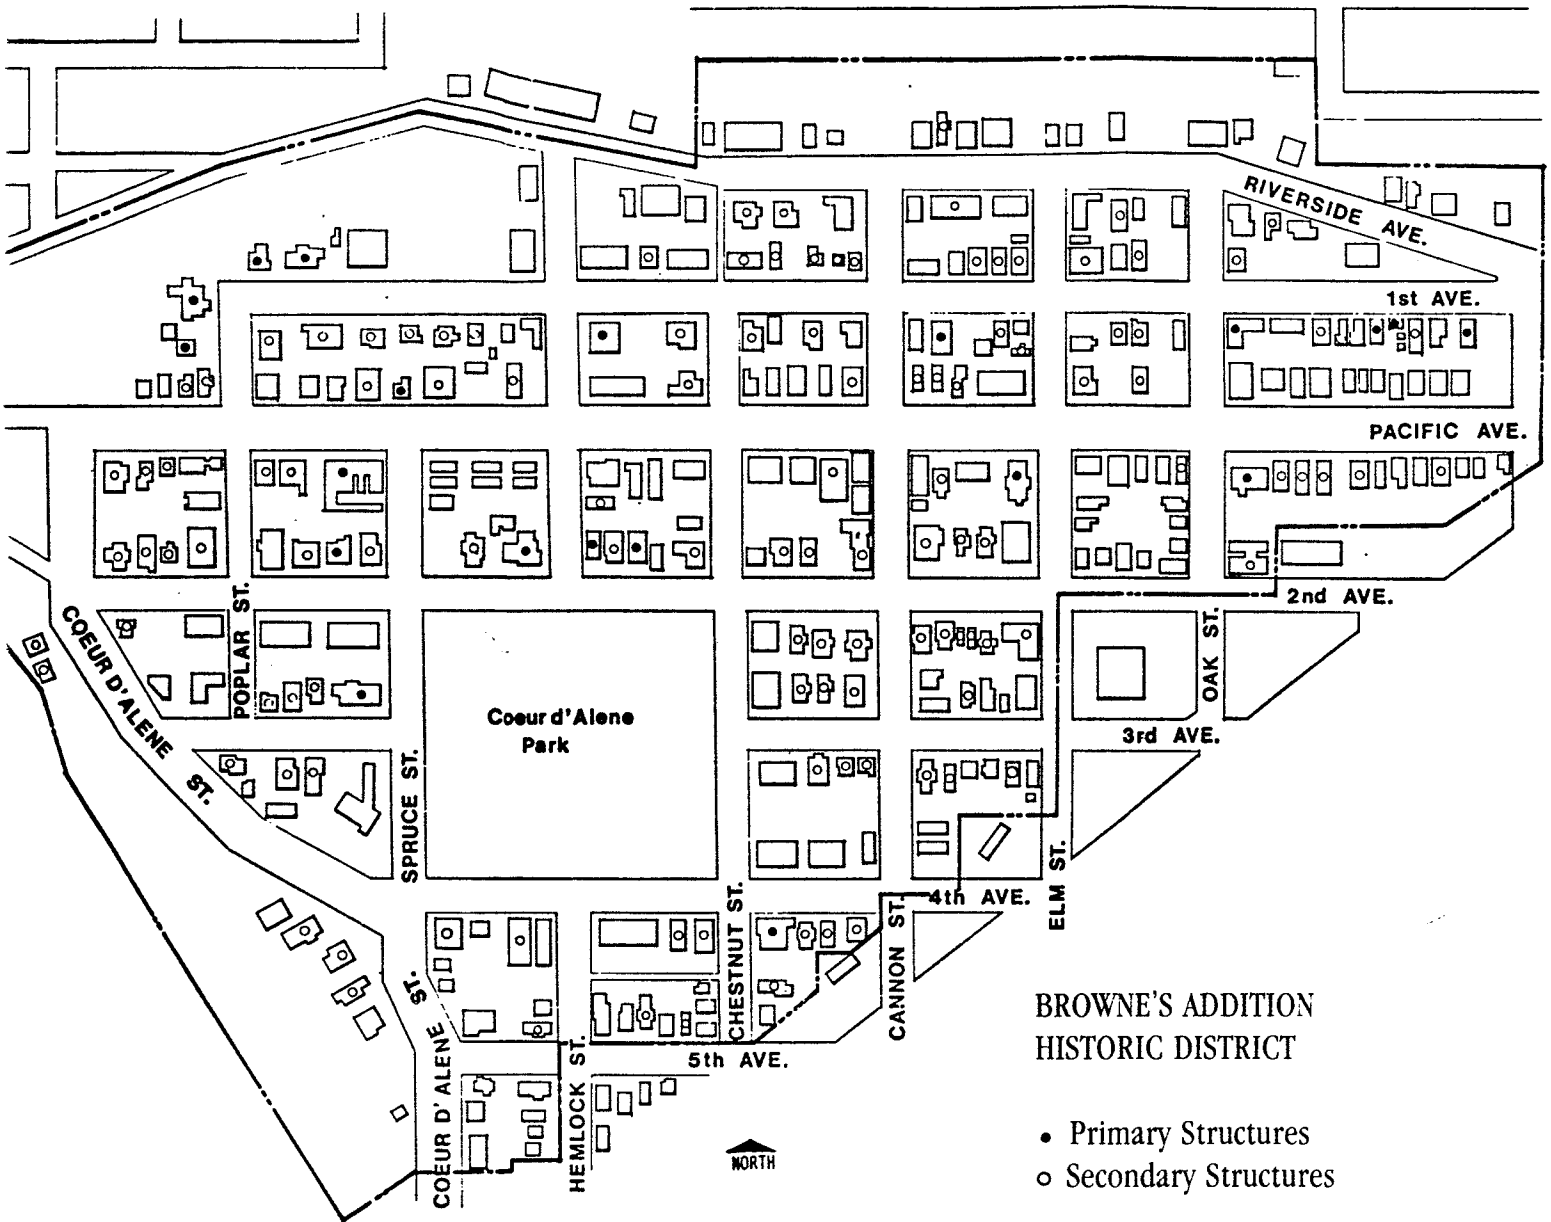 RIVERSIDE AVE.
1st AVE.
PACIFIC AVE.
2nd AVE.
COEUR D'ALENE ST.
POPLAR ST.
OAK ST.
Coeur d'Alene
Park
3rd AVE.
SPRUCE ST.
ELM ST.
4th AVE.
CHESTNUT ST.
CANNON ST.
COEUR D' ALENE ST.
HEMLOCK ST.
5th AVE.
BROWNE'S ADDITION
HISTORIC DISTRICT
NORTH
Primary Structures
Secondary Structures